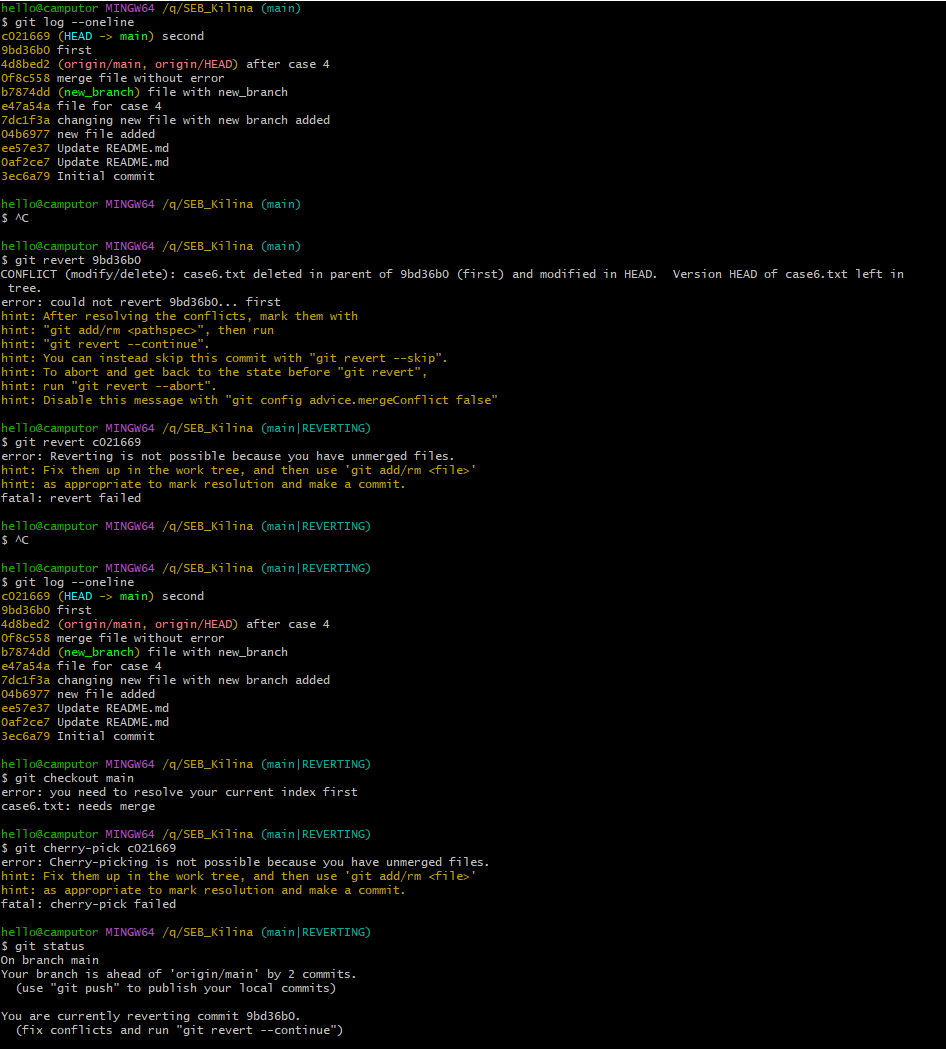 hello@camputor MINGW64 /q/SEB_Kilina (main)
$ git log --oneline
c021669 (HEAD -> main) second
9bd36b0 first
4d8bed2 (origin/main, origin/HEAD) after case 4
0f8c558 merge file without error
b7874dd (new_branch) file with new_branch
e47a54a file for case 4
7dc1f3a changing new file with new branch added
04b6977 new file added
ee57e37 Update README.md
0af2ce7 Update README.md
3ec6a79 Initial commit

hello@camputor MINGW64 /q/SEB_Kilina (main)
$ ^C

hello@camputor MINGW64 /q/SEB_Kilina (main)
$ git revert 9bd36b0
CONFLICT (modify/delete): case6.txt deleted in parent of 9bd36b0 (first) and modified in HEAD.  Version HEAD of case6.txt left in
 tree.
error: could not revert 9bd36b0... first
hint: After resolving the conflicts, mark them with
hint: "git add/rm <pathspec>", then run
hint: "git revert --continue".
hint: You can instead skip this commit with "git revert --skip".
hint: To abort and get back to the state before "git revert",
hint: run "git revert --abort".
hint: Disable this message with "git config advice.mergeConflict false"

hello@camputor MINGW64 /q/SEB_Kilina (main|REVERTING)
$ git revert c021669
error: Reverting is not possible because you have unmerged files.
hint: Fix them up in the work tree, and then use 'git add/rm <file>'
hint: as appropriate to mark resolution and make a commit.
fatal: revert failed

hello@camputor MINGW64 /q/SEB_Kilina (main|REVERTING)
$ ^C

hello@camputor MINGW64 /q/SEB_Kilina (main|REVERTING)
$ git log --oneline
c021669 (HEAD -> main) second
9bd36b0 first
4d8bed2 (origin/main, origin/HEAD) after case 4
0f8c558 merge file without error
b7874dd (new_branch) file with new_branch
e47a54a file for case 4
7dc1f3a changing new file with new branch added
04b6977 new file added
ee57e37 Update README.md
0af2ce7 Update README.md
3ec6a79 Initial commit

hello@camputor MINGW64 /q/SEB_Kilina (main|REVERTING)
$ git checkout main
error: you need to resolve your current index first
case6.txt: needs merge

hello@camputor MINGW64 /q/SEB_Kilina (main|REVERTING)
$ git cherry-pick c021669
error: Cherry-picking is not possible because you have unmerged files.
hint: Fix them up in the work tree, and then use 'git add/rm <file>'
hint: as appropriate to mark resolution and make a commit.
fatal: cherry-pick failed

hello@camputor MINGW64 /q/SEB_Kilina (main|REVERTING)
$ git status
On branch main
Your branch is ahead of 'origin/main' by 2 commits.
  (use "git push" to publish your local commits)

You are currently reverting commit 9bd36b0.
  (fix conflicts and run "git revert --continue")